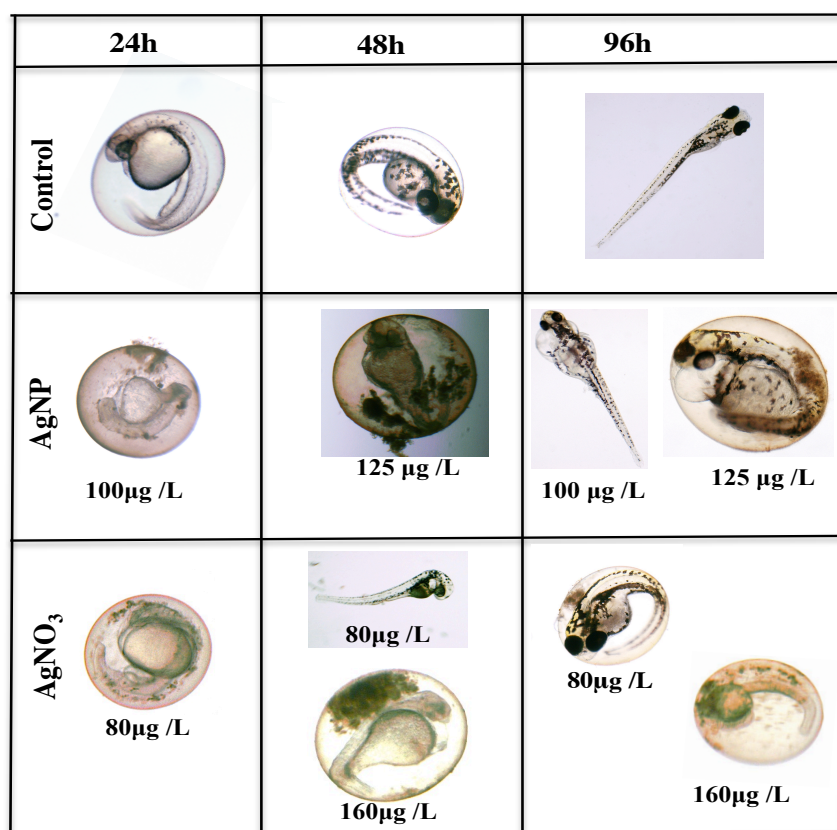 24h
48h
96h
Control
AgNP
100µg /L
125 µg /L
100 µg /L
125 µg /L
AgNO₃
80µg /L
80µg /L
160µg /L
80µg /L
160µg /L